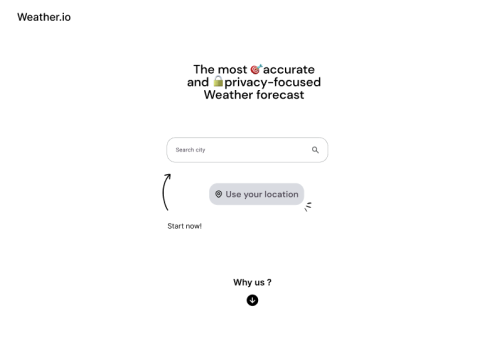 Weather.io
The most 🎯accurate
and 🔒privacy-focused
Weather forecast
Search city
Use your location
Start now!
Why us ?